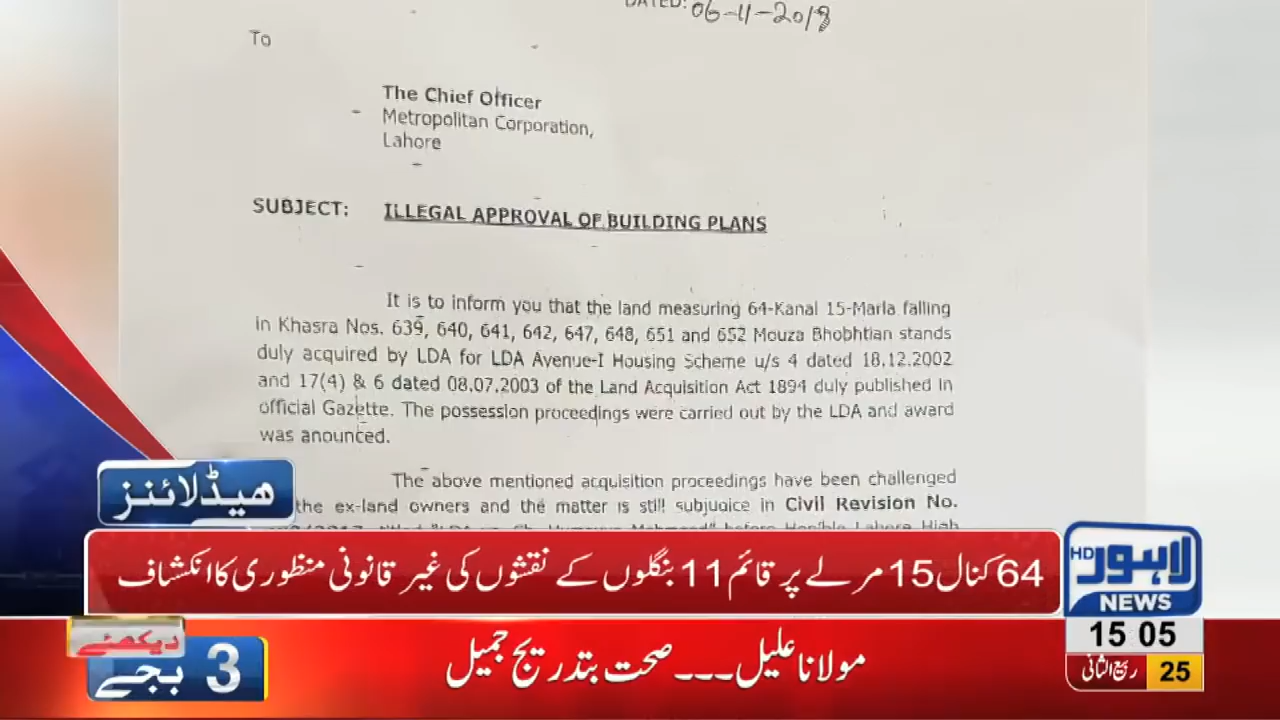 DATED: 06-11-2018
To
The Chief Officer
Metropolitan Corporation,
Lahore
SUBJECT: ILLEGAL APPROVAL OF BUILDING PLANS
It is to inform you that the land measuring 64-Kanal 15-Marla falling
in Khasra Nos. 639, 640, 641, 642, 647, 648, 651 and 652 Mouza Bhobhtian stands
duly acquired by LDA for LDA Avenue-I Housing Scheme u/s 4 dated 18.12.2002
and 17(4) & 6 dated 08.07.2003 of the Land Acquisition Act 1894 duly published in
official Gazette. The possession proceedings were carried out by the LDA and award
was anounced.
The above mentioned acquisition proceedings have been challenged
the ex-land owners and the matter is still subjudice in Civil Revision No.
ہیڈلائنز
64 کنال 15 مرلے پر قائم 11 بنگلوں کے نقشوں کی غیر قانونی منظوری کا انکشاف
HD لاہور
NEWS
دیکھئے
3 بجے
مولانا علیل ۔۔۔ صحت بتدریج جمیل
15 05
25 ربیع الثانی